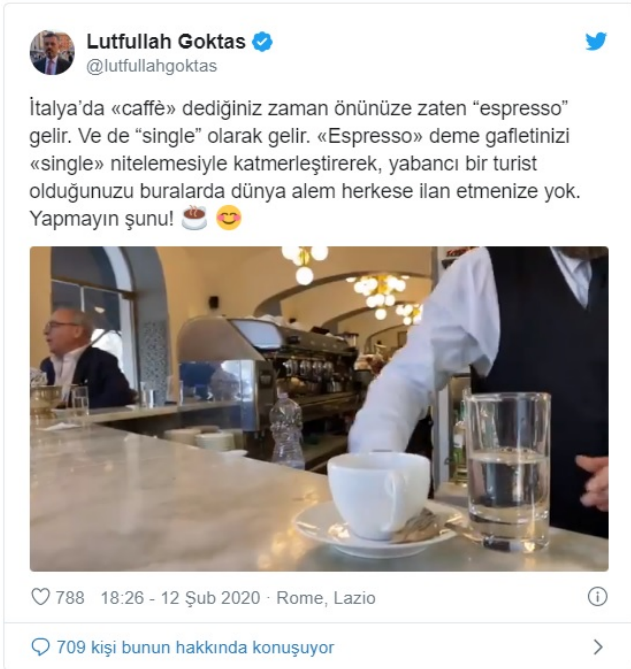 Lutfullah Goktas
@lutfullahgoktas
İtalya’da «caffè» dediğiniz zaman önünüze zaten “espresso”
gelir. Ve de “single” olarak gelir. «Espresso» deme gafletinizi
«single» nitelemesiyle katmerleştirerek, yabancı bir turist
olduğunuzu buralarda dünya alem herkese ilan etmenize yok.
Yapmayın şunu! ☕ 😊
788 18:26 - 12 Şub 2020 · Rome, Lazio
709 kişi bunun hakkında konuşuyor